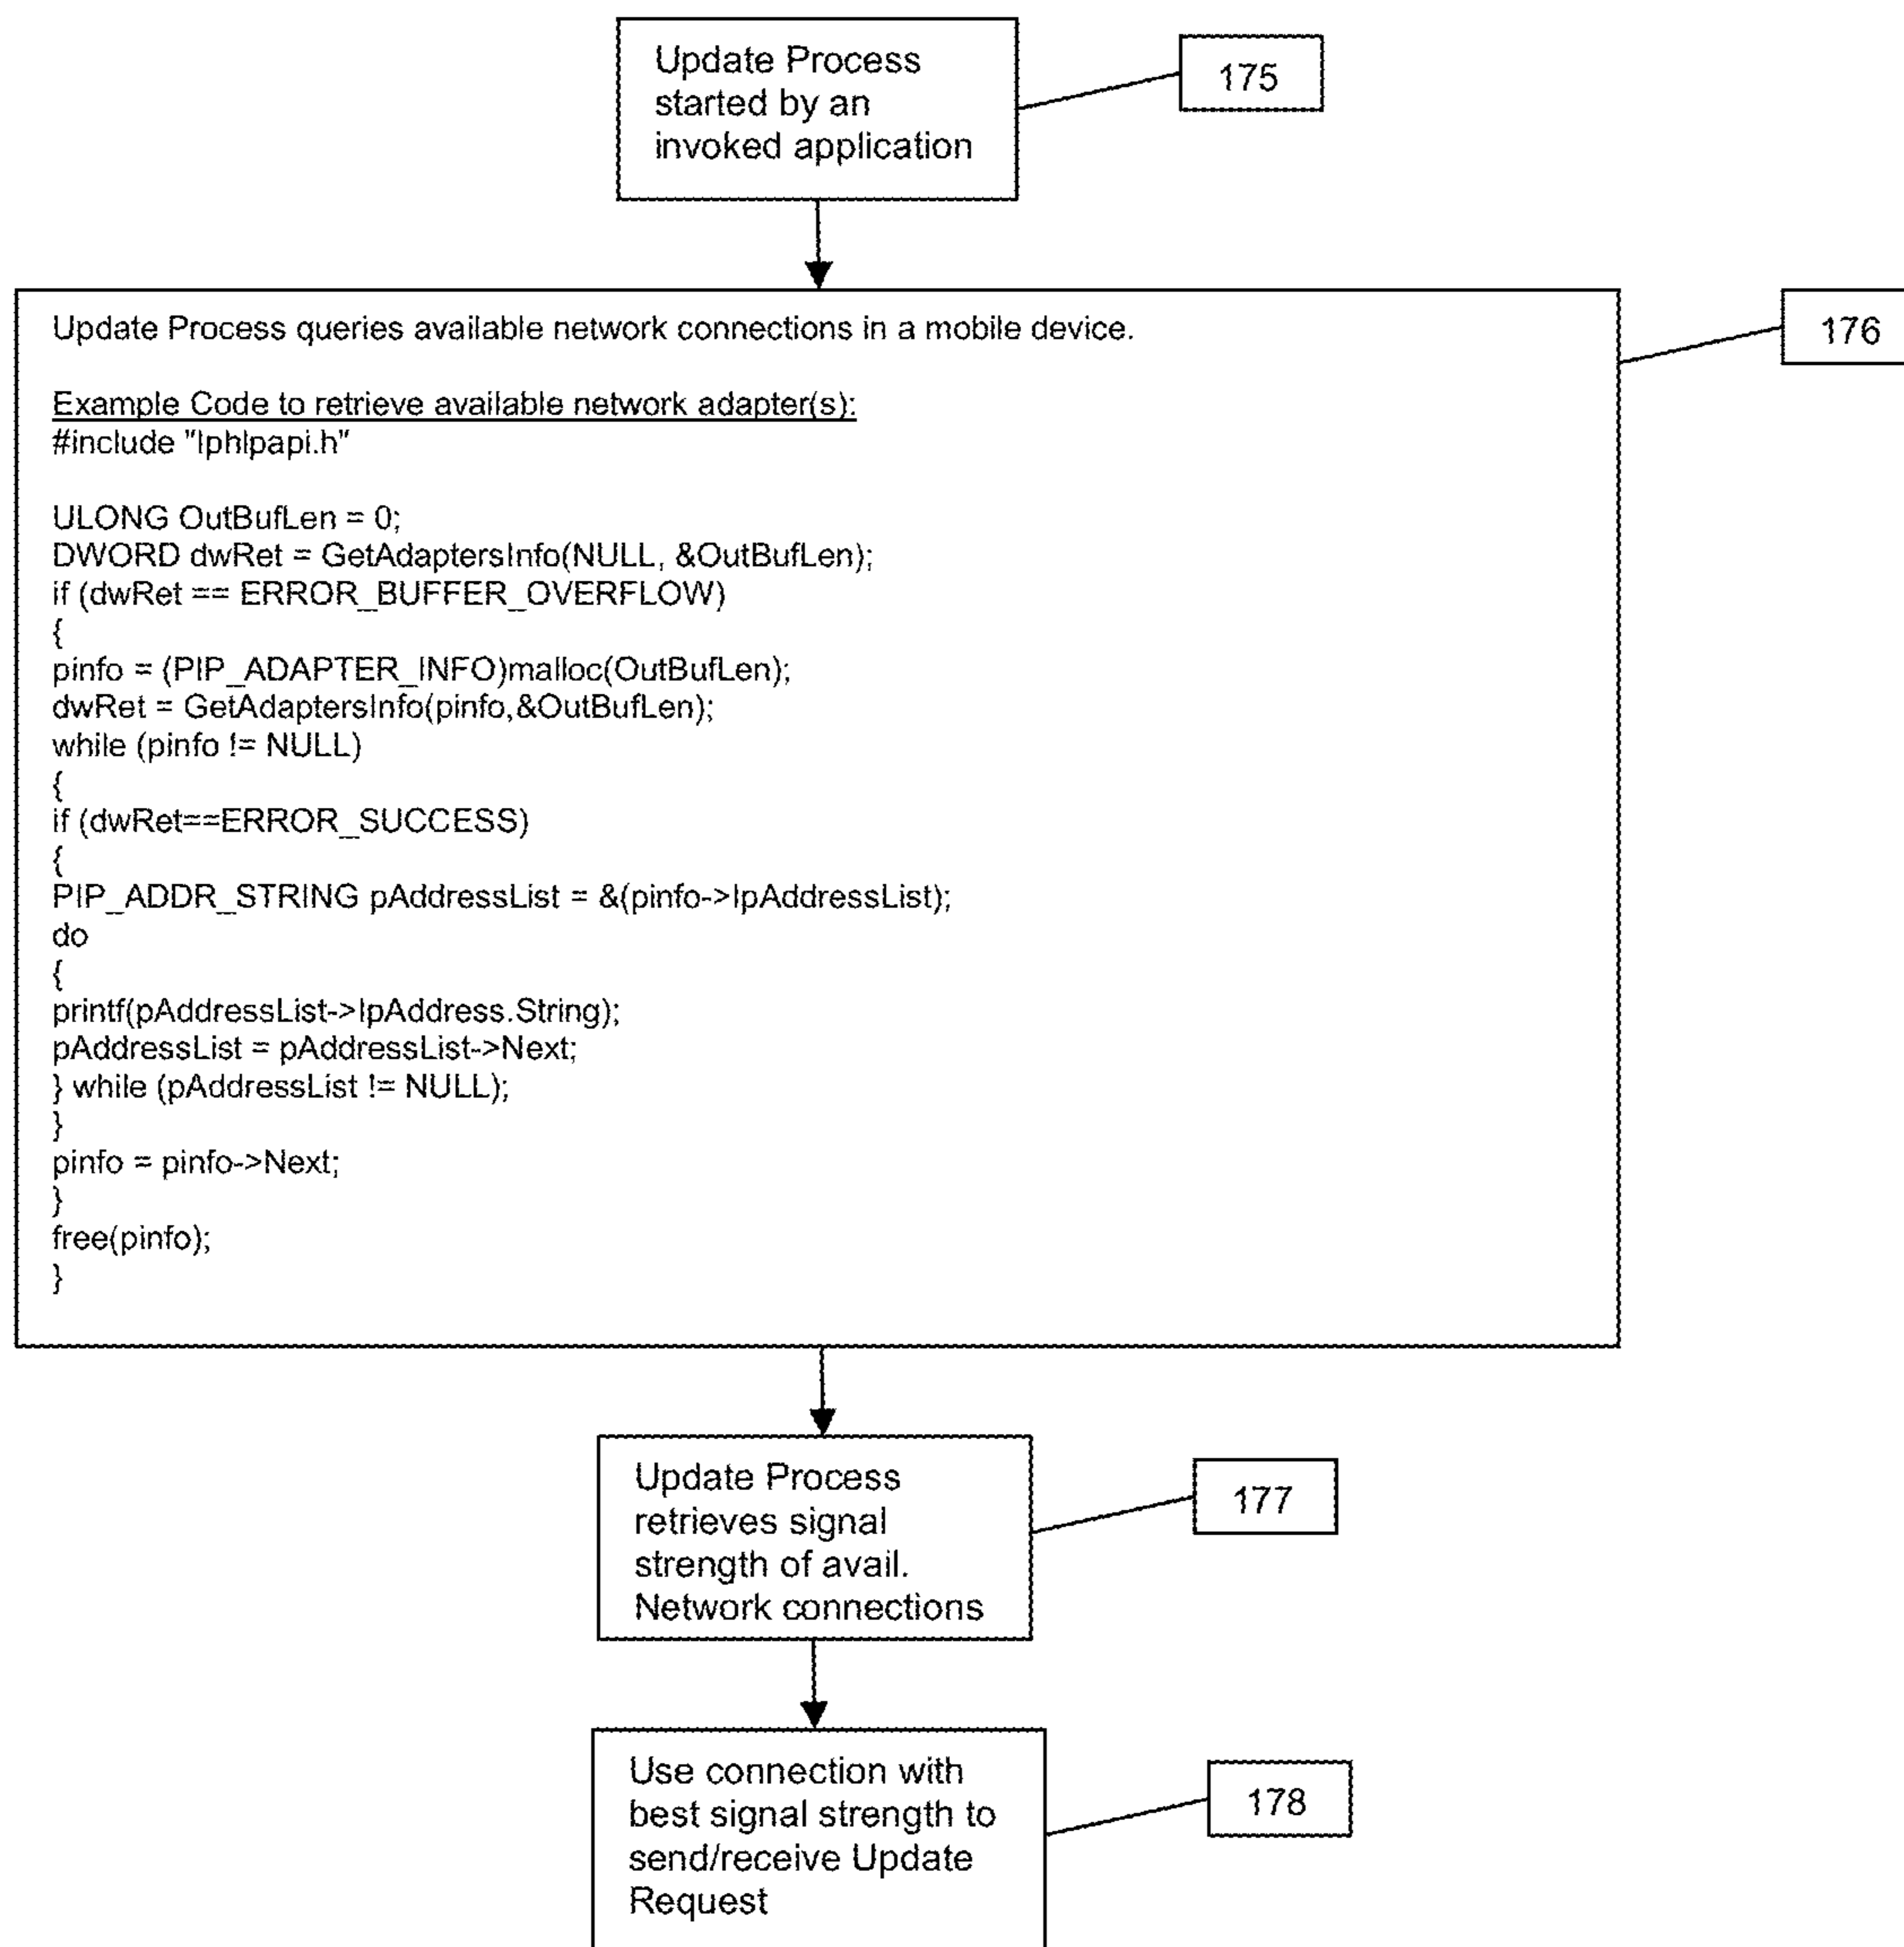 Update Process
started by an
invoked application
175
Update Process queries available network connections in a mobile device.
176
Example Code to retrieve available network adapter(s):
#include "Iphlpapi.h"
ULONG OutBufLen = 0;
DWORD dwRet = GetAdaptersInfo(NULL, &OutBufLen);
if (dwRet == ERROR_BUFFER_OVERFLOW)
{
pinfo = (PIP_ADAPTER_INFO)malloc(OutBufLen);
dwRet = GetAdaptersInfo(pinfo,&OutBufLen);
while (pinfo != NULL)
{
if (dwRet==ERROR_SUCCESS)
{
PIP_ADDR_STRING pAddressList = &(pinfo->IpAddressList);
do
{
printf(pAddressList->IpAddress.String);
pAddressList = pAddressList->Next;
} while (pAddressList != NULL);
}
pinfo = pinfo->Next;
}
free(pinfo);
}
Update Process
retrieves signal
strength of avail.
Network connections
177
Use connection with
best signal strength to
send/receive Update
Request
178